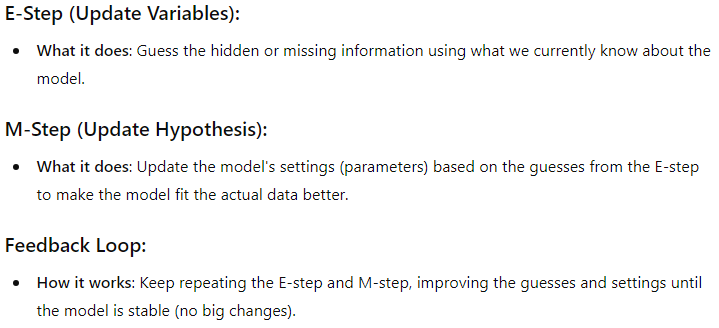 E-Step (Update Variables):
• What it does: Guess the hidden or missing information using what we currently know about the
model.
M-Step (Update Hypothesis):
• What it does: Update the model's settings (parameters) based on the guesses from the E-step
to make the model fit the actual data better.
Feedback Loop:
• How it works: Keep repeating the E-step and M-step, improving the guesses and settings until
the model is stable (no big changes).